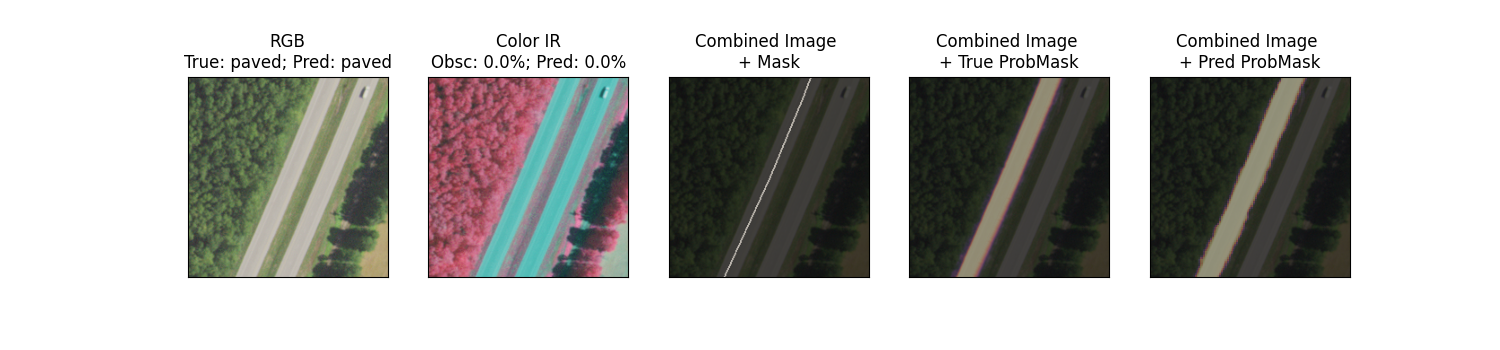 RGB
True: paved; Pred: paved
Color IR
Obsc: 0.0%; Pred: 0.0%
Combined Image
+ Mask
Combined Image
+ True ProbMask
Combined Image
+ Pred ProbMask